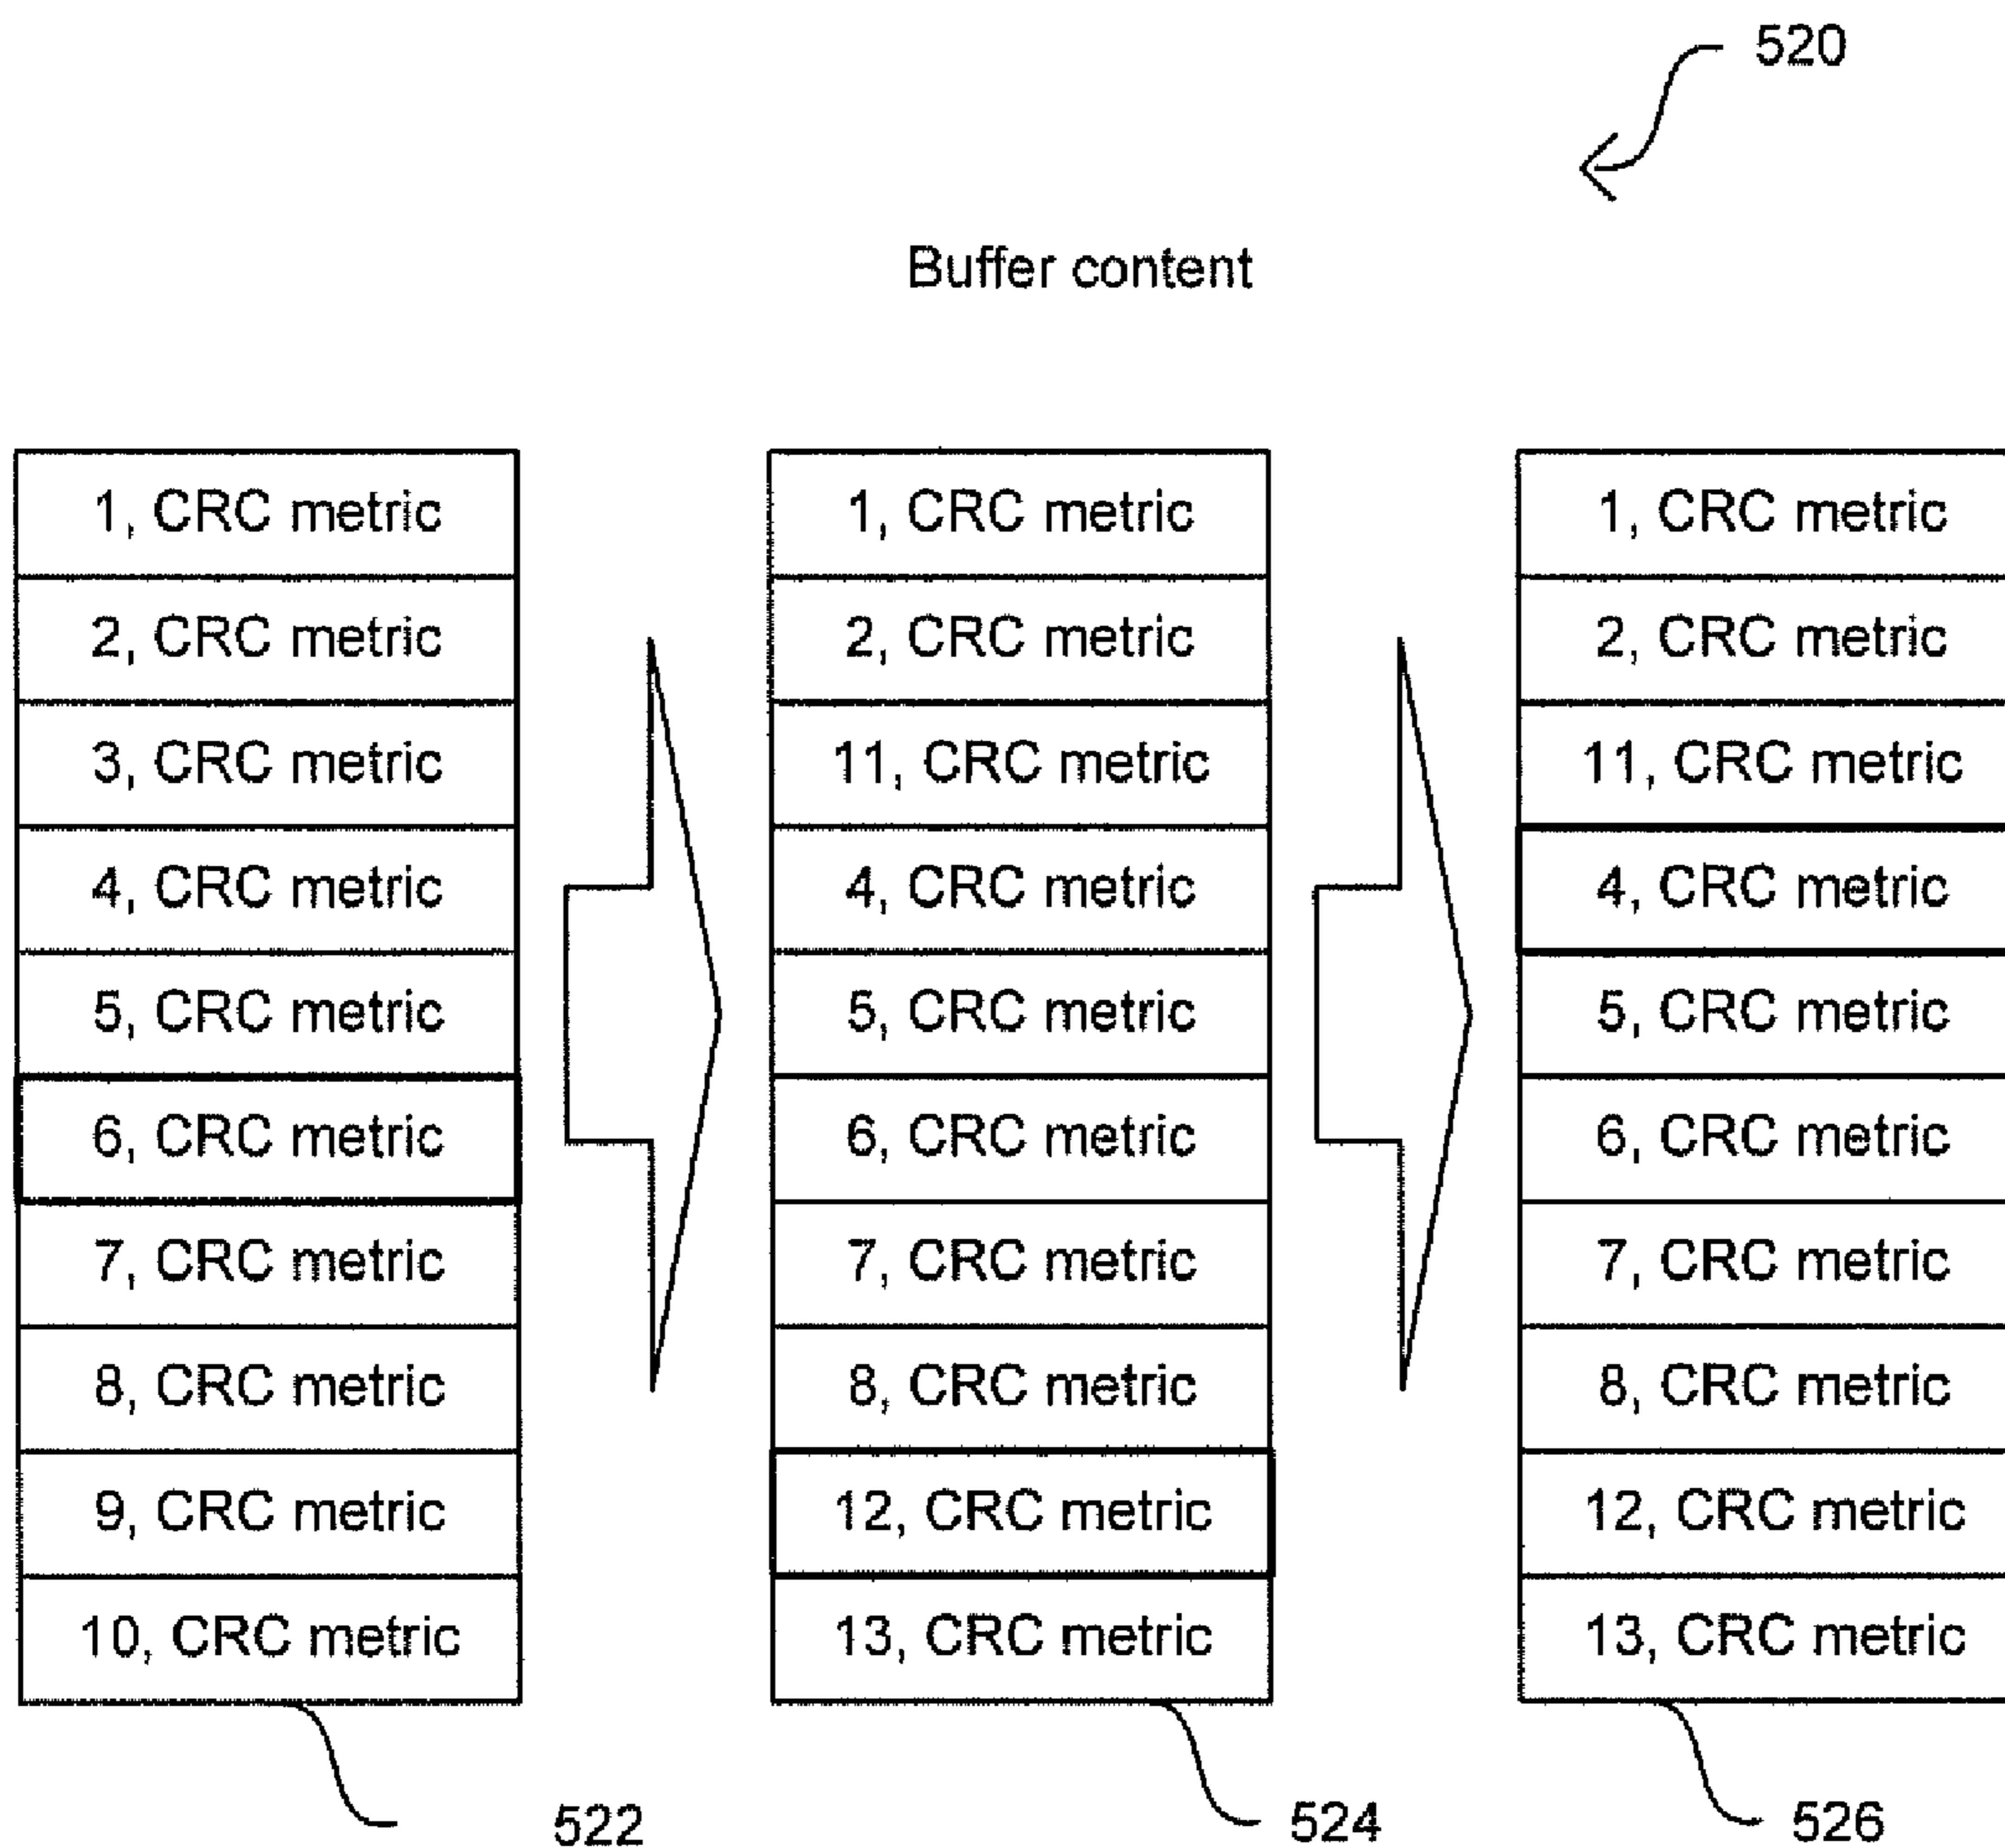 520
Buffer content
1, CRC metric
2, CRC metric
3, CRC metric
4, CRC metric
5, CRC metric
6, CRC metric
7, CRC metric
8, CRC metric
9, CRC metric
10, CRC metric
522
1, CRC metric
2, CRC metric
11, CRC metric
4, CRC metric
5, CRC metric
6, CRC metric
7, CRC metric
8, CRC metric
12, CRC metric
13, CRC metric
524
1, CRC metric
2, CRC metric
11, CRC metric
4, CRC metric
5, CRC metric
6, CRC metric
7, CRC metric
8, CRC metric
12, CRC metric
13, CRC metric
526